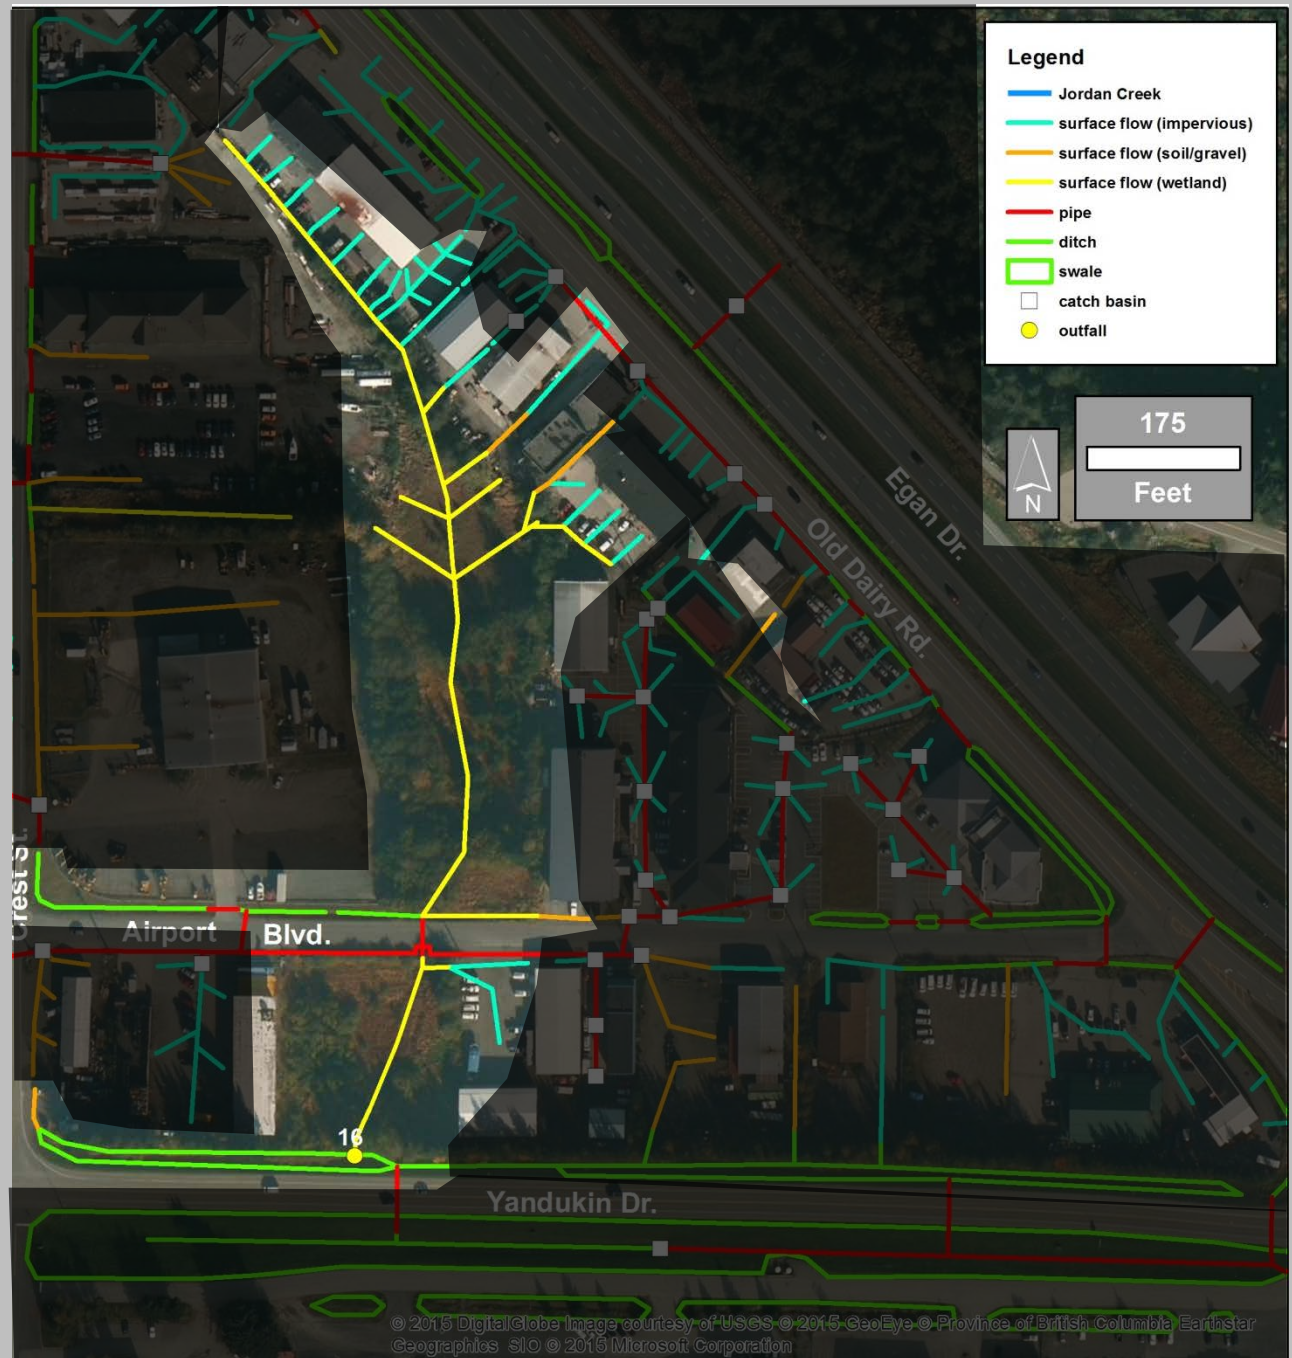 Legend
Jordan Creek
surface flow (impervious)
surface flow (soil/gravel)
surface flow (wetland)
pipe
ditch
swale
catch basin
outfall
175
Feet
N
Egan Dr.
Old Dairy Rd.
Crest St.
Airport Blvd.
16
Yandukin Dr.
© 2015 DigitalGlobe Image courtesy of USGS © 2015 GeoEye © Province of British Columbia Earthstar
Geographics SIO © 2015 Microsoft Corporation